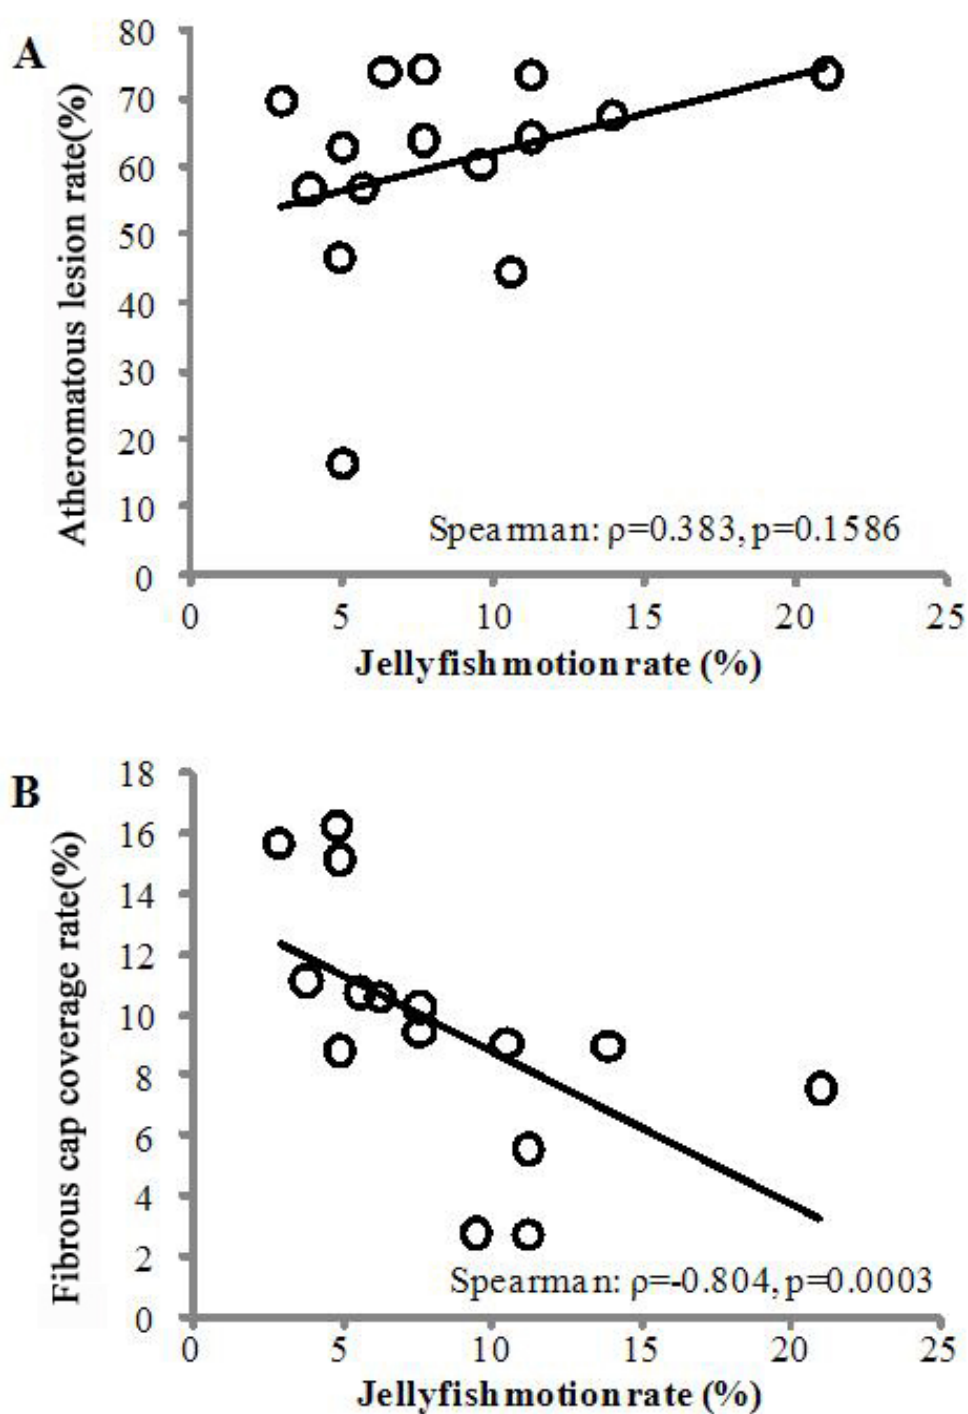 A
80
70
60
50
40
30
20
10
0
Atheromatous lesion rate(%)
Spearman: ρ=0.383, p=0.1586
0 5 10 15 20 25
Jellyfish motion rate (%)
B
18
16
14
12
10
8
6
4
2
0
Fibrous cap coverage rate(%)
Spearman: ρ=-0.804, p=0.0003
0 5 10 15 20 25
Jellyfish motion rate (%)